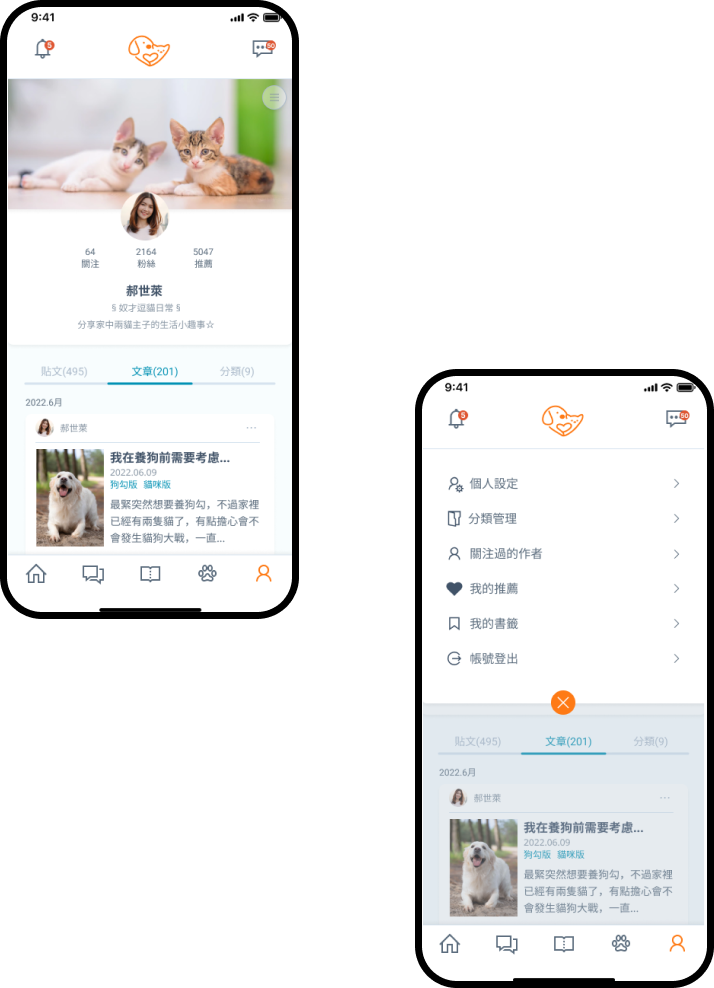 9:41
5
50
64
2164
5047
關注
粉絲
推薦
郝世萊
§ 奴才逗貓日常 §
分享家中兩貓主子的生活小趣事☆
貼文(495)
文章(201)
分類(9)
2022.6月
郝世萊
...
我在養狗前需要考慮...
2022.06.09
狗勾版 貓咪版
最緊突然想要養狗勾，不過家裡
已經有兩隻貓了，有點擔心會不
會發生貓狗大戰，一直...
9:41
5
50
個人設定
分類管理
關注過的作者
我的推薦
我的書籤
帳號登出
貼文(495)
文章(201)
分類(9)
2022.6月
郝世萊
...
我在養狗前需要考慮...
2022.06.09
狗勾版 貓咪版
最緊突然想要養狗勾，不過家裡
已經有兩隻貓了，有點擔心會不
會發生貓狗大戰，一直...